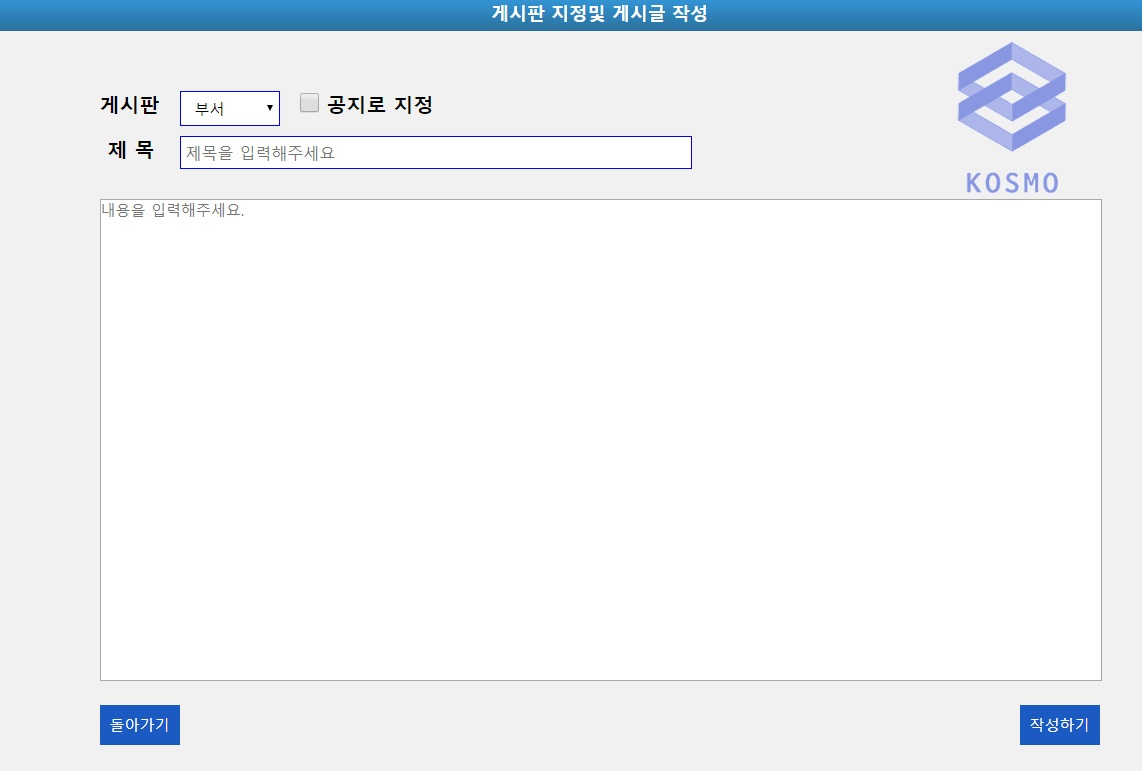 게시판 지정및 게시글 작성
게시판 부서 공지로 지정
KOSMO
제 목 제목을 입력해주세요
내용을 입력해주세요.
돌아가기 작성하기